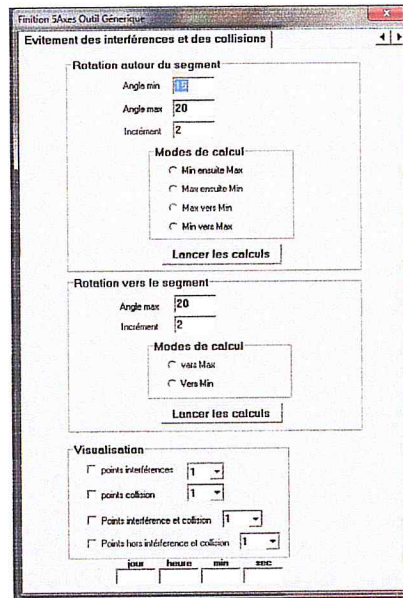 Finition 5Axes Outil Génerique
Evitement des interférences et des collisions
Rotation autour du segment
Angle min 15
Angle max 20
Incrément 2
Modes de calcul
Min ensuite Max
Max ensuite Min
Max vers Min
Min vers Max
Lancer les calculs
Rotation vers le segment
Angle max 20
Incrément 2
Modes de calcul
vers Max
Vers Min
Lancer les calculs
Visualisation
points interférences 1
points colision 1
Points interférence et collision 1
Points hors intéference et collision 1
jour heure min sec